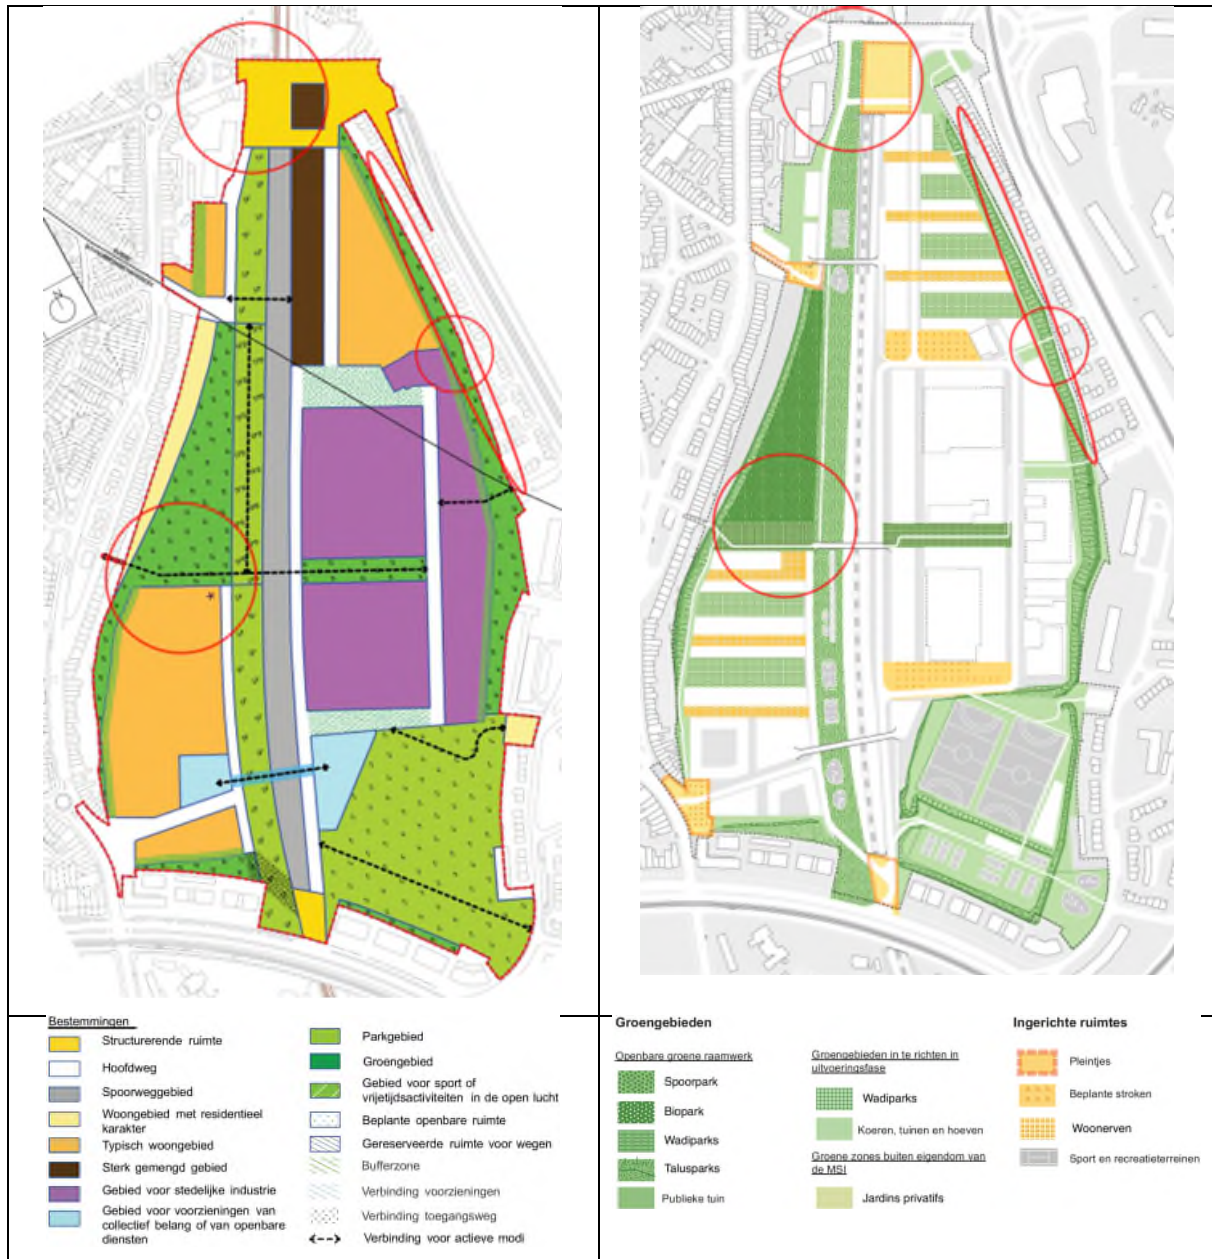 N
Bestemmingen
Structurerende ruimte
Hoofdweg
Spoorweggebied
Woongebied met residentieel
karakter
Typisch woongebied
Sterk gemengd gebied
Gebied voor stedelijke industrie
Gebied voor voorzieningen van
collectief belang of van openbare
diensten
Parkgebied
Groengebied
Gebied voor sport of
vrijetijdsactiviteiten in de open lucht
Beplante openbare ruimte
Gereserveerde ruimte voor wegen
Bufferzone
Verbinding voorzieningen
Verbinding toegangsweg
Verbinding voor actieve modi
Groengebieden
Openbare groene raamwerk
Spoorpark
Biopark
Wadiparks
Talusparks
Publieke tuin
Groengebieden in te richten in
uitvoeringsfase
Wadiparks
Koeren, tuinen en hoeven
Groene zones buiten eigendom van
de MSI
Jardins privatifs
Ingerichte ruimtes
Pleintjes
Beplante stroken
Woonerven
Sport en recreatieterreinen